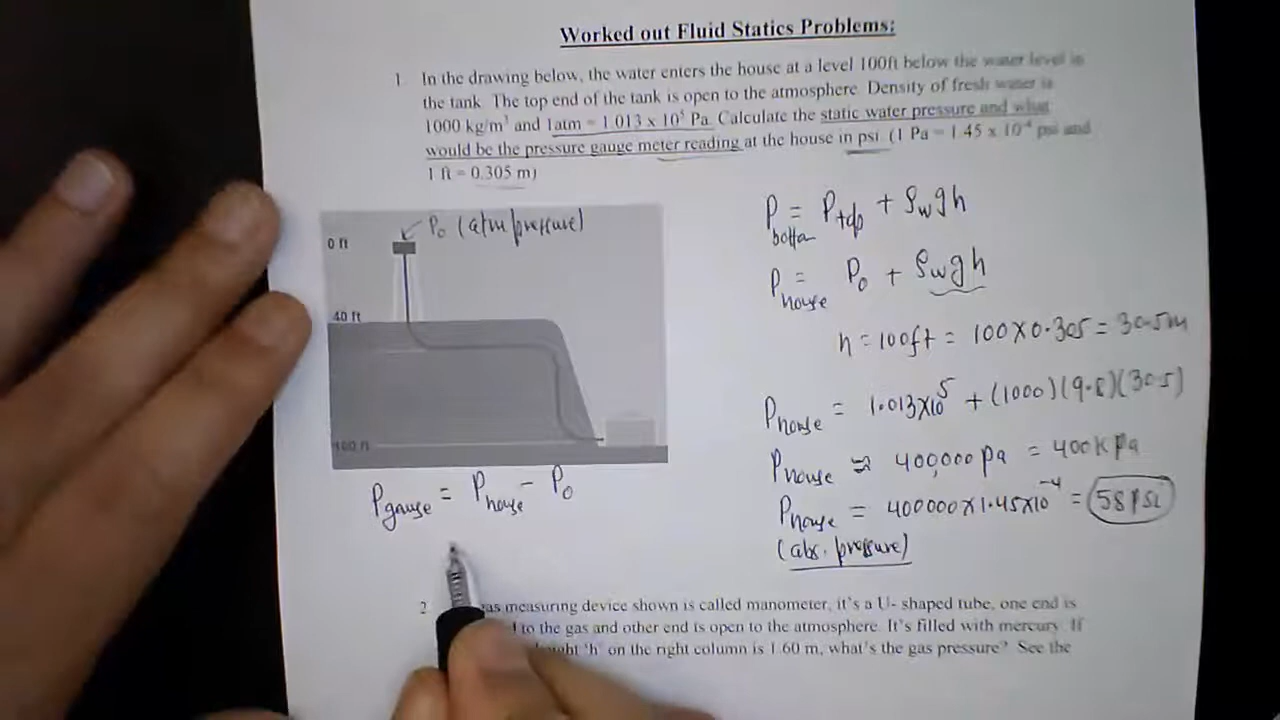 Worked out Fluid Statics Problems:
1. In the drawing below, the water enters the house at a level 100ft below the water level in
the tank. The top end of the tank is open to the atmosphere. Density of fresh water is
1000 kg/m³ and 1atm = 1.013 x 10⁵ Pa. Calculate the static water pressure and what
would be the pressure gauge meter reading at the house in psi. (1 Pa = 1.45 x 10⁻⁴ psi and
1 ft = 0.305 m)
P₀ (atm pressure)
0 ft
40 ft
100 ft
P_gauge = P_house − P₀
P_bottom = P_top + ρ_w g h
P_house = P₀ + ρ_w g h
h = 100ft = 100 × 0.305 = 30.5m
P_house = 1.013×10⁵ + (1000)(9.8)(30.5)
P_house ≈ 400,000 pa = 400 kPa
P_house = 400000 × 1.45×10⁻⁴ = 58 psi
(abs. pressure)
2. gas measuring device shown is called manometer, it's a U- shaped tube, one end is
to the gas and other end is open to the atmosphere. It's filled with mercury. If
'h' on the right column is 1.60 m, what's the gas pressure? See the